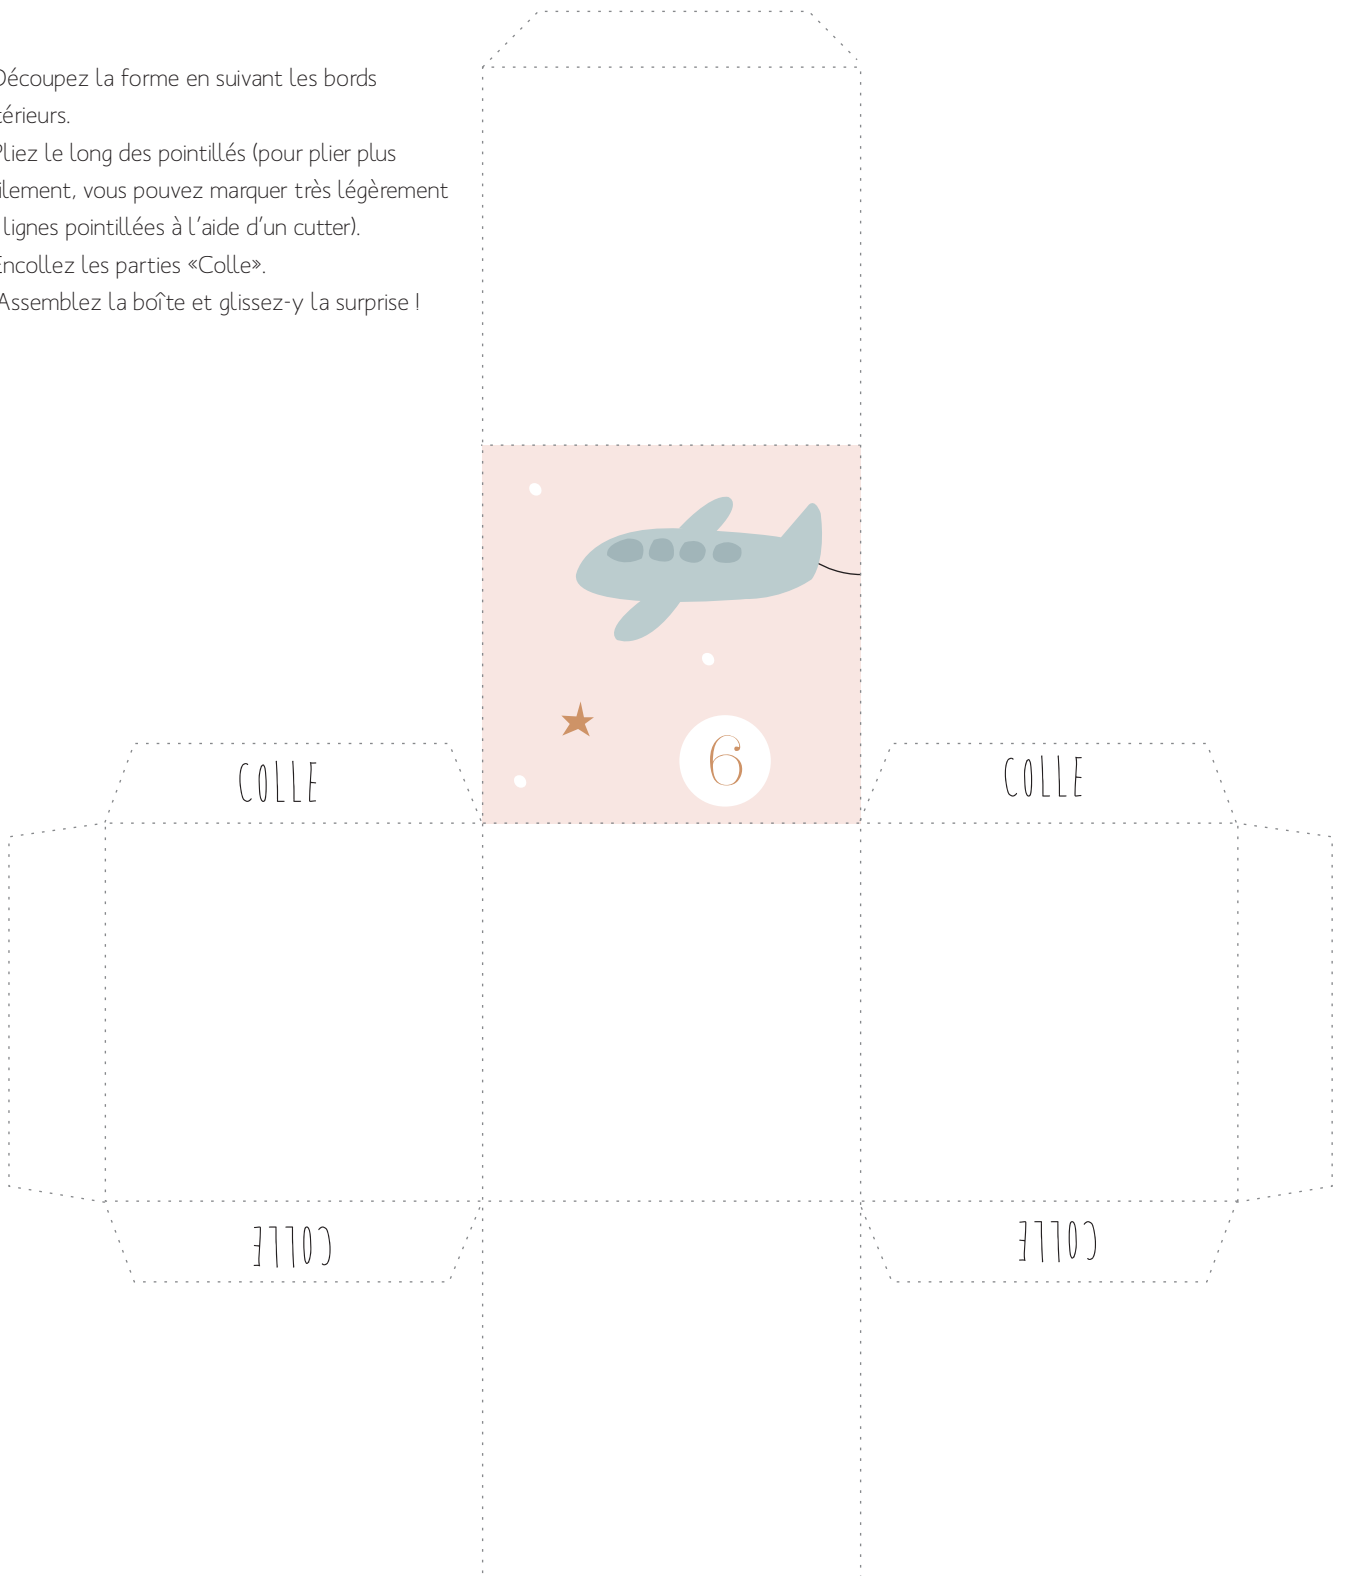 Découpez la forme en suivant les bords
térieurs.
Pliez le long des pointillés (pour plier plus
ilement, vous pouvez marquer très légèrement
lignes pointillées à l'aide d'un cutter).
Encollez les parties «Colle».
Assemblez la boîte et glissez-y la surprise !
6
COLLE
COLLE
COLLE
COLLE